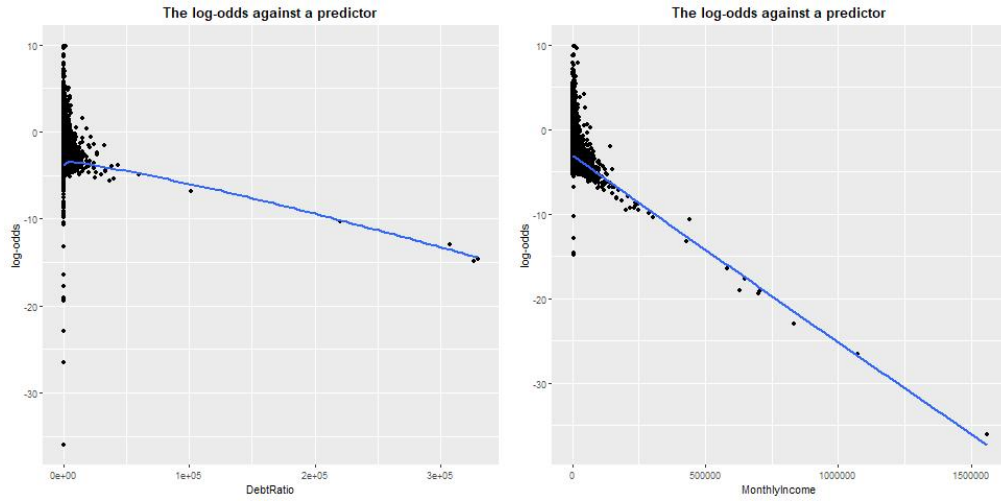 The log-odds against a predictor
10
0
-10
-20
-30
log-odds
0e+00 1e+05 2e+05 3e+05
DebtRatio
The log-odds against a predictor
10
0
-10
-20
-30
log-odds
0 500000 1000000 1500000
MonthlyIncome